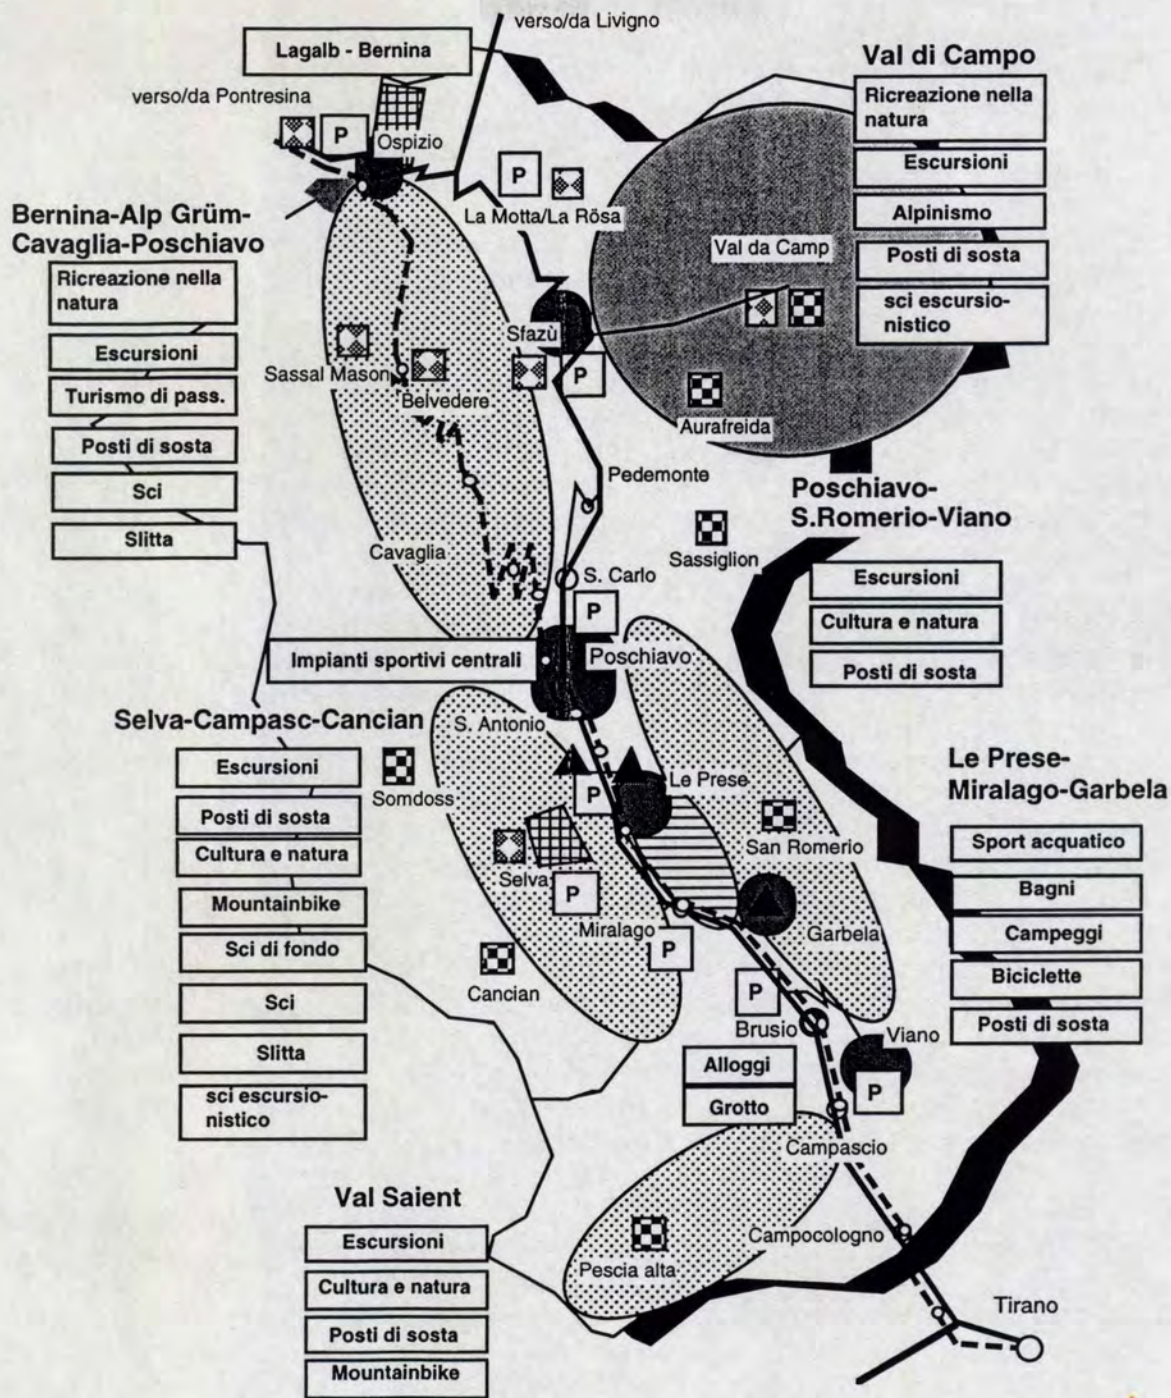 verso/da Livigno
Lagalb - Bernina
verso/da Pontresina
P
Ospizio
P
La Motta/La Rösa
Val di Campo
Ricreazione nella
natura
Escursioni
Alpinismo
Posti di sosta
sci escursio-
nistico
Val da Camp
Aurafreida
Bernina-Alp Grüm-
Cavaglia-Poschiavo
Ricreazione nella
natura
Escursioni
Turismo di pass.
Posti di sosta
Sci
Slitta
Sfazù
P
Sassal Mason
Belvedere
Pedemonte
Cavaglia
S. Carlo
P
Sassiglion
Poschiavo-
S.Romerio-Viano
Escursioni
Cultura e natura
Posti di sosta
Impianti sportivi centrali
Poschiavo
S. Antonio
Selva-Campasc-Cancian
Escursioni
Posti di sosta
Cultura e natura
Mountainbike
Sci di fondo
Sci
Slitta
sci escursio-
nistico
Somdoss
P
Le Prese
Selva
P
San Romerio
Miralago
P
Garbela
Cancian
Le Prese-
Miralago-Garbela
Sport acquatico
Bagni
Campeggi
Biciclette
Posti di sosta
P
Brusio
Viano
P
Alloggi
Grotto
Campascio
Val Saient
Escursioni
Cultura e natura
Posti di sosta
Mountainbike
Pescia alta
Campocologno
Tirano